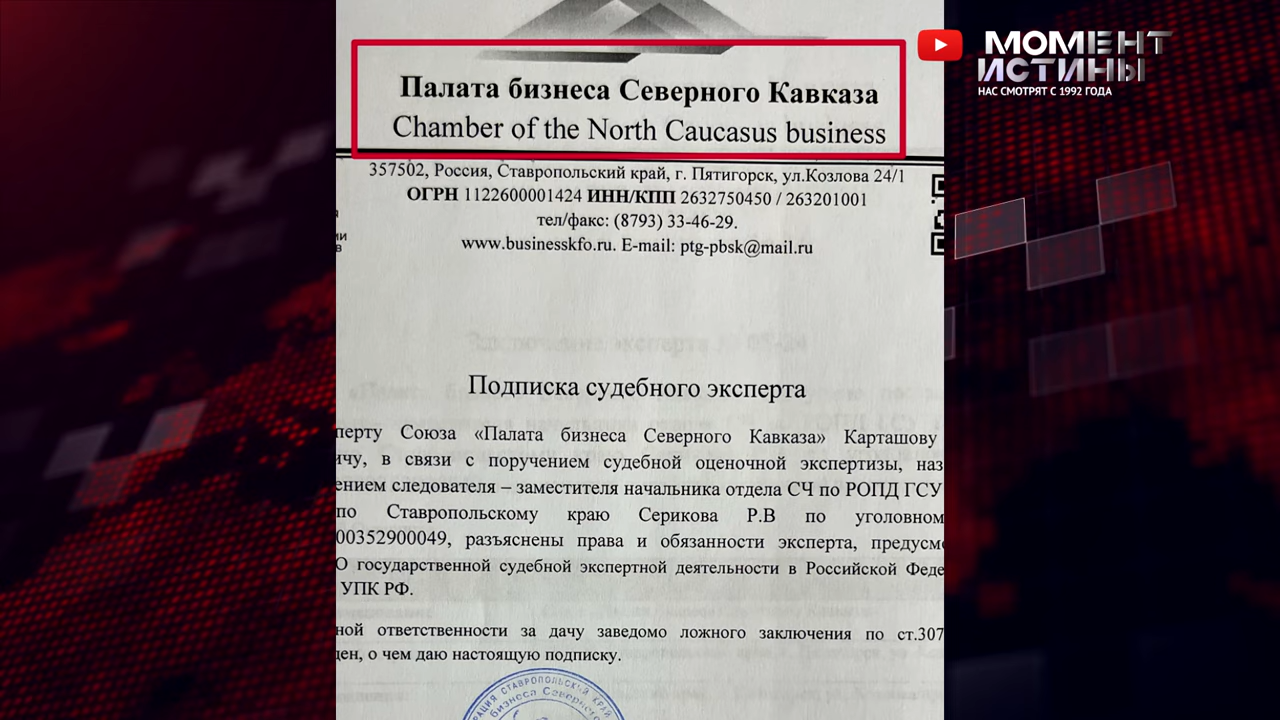 МОМЕНТ
ИСТИНЫ
НАС СМОТРЯТ С 1992 ГОДА
Палата бизнеса Северного Кавказа
Chamber of the North Caucasus business
357502, Россия, Ставропольский край, г. Пятигорск, ул.Козлова 24/1
ОГРН 1122600001424 ИНН/КПП 2632750450 / 263201001
тел/факс: (8793) 33-46-29.
www.businesskfo.ru. E-mail: ptg-pbsk@mail.ru
Подписка судебного эксперта
перту Союза «Палата бизнеса Северного Кавказа» Карташову
ичу, в связи с поручением судебной оценочной экспертизы, наз
ением следователя – заместителя начальника отдела СЧ по РОПД ГСУ
по Ставропольскому краю Серикова Р.В по уголовном
00352900049, разъяснены права и обязанности эксперта, предусм
О государственной судебной экспертной деятельности в Российской Феде
УПК РФ.
ной ответственности за дачу заведомо ложного заключения по ст.307
ден, о чем даю настоящую подписку.
СТАВРОПОЛЬСКИЙ КРАЙ
бизнеса Северного